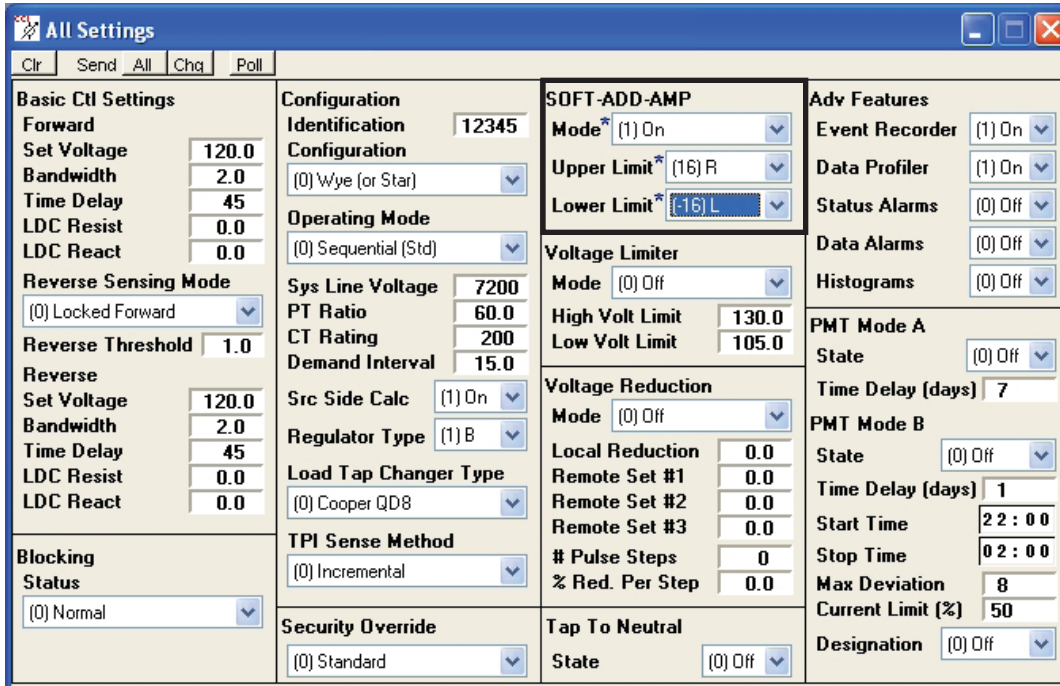 All Settings
Clr Send All Chg Poll
Basic Ctl Settings
Forward
Set Voltage 120.0
Bandwidth 2.0
Time Delay 45
LDC Resist 0.0
LDC React 0.0
Reverse Sensing Mode
(0) Locked Forward
Reverse Threshold 1.0
Reverse
Set Voltage 120.0
Bandwidth 2.0
Time Delay 45
LDC Resist 0.0
LDC React 0.0
Blocking
Status
(0) Normal
Configuration
Identification 12345
Configuration
(0) Wye (or Star)
Operating Mode
(0) Sequential (Std)
Sys Line Voltage 7200
PT Ratio 60.0
CT Rating 200
Demand Interval 15.0
Src Side Calc (1) On
Regulator Type (1) B
Load Tap Changer Type
(0) Cooper QD8
TPI Sense Method
(0) Incremental
Security Override
(0) Standard
SOFT-ADD-AMP
Mode* (1) On
Upper Limit* (16) R
Lower Limit* (-16) L
Voltage Limiter
Mode (0) Off
High Volt Limit 130.0
Low Volt Limit 105.0
Voltage Reduction
Mode (0) Off
Local Reduction 0.0
Remote Set #1 0.0
Remote Set #2 0.0
Remote Set #3 0.0
# Pulse Steps 0
% Red. Per Step 0.0
Tap To Neutral
State (0) Off
Adv Features
Event Recorder (1) On
Data Profiler (1) On
Status Alarms (0) Off
Data Alarms (0) Off
Histograms (0) Off
PMT Mode A
State (0) Off
Time Delay (days) 7
PMT Mode B
State (0) Off
Time Delay (days) 1
Start Time 22:00
Stop Time 02:00
Max Deviation 8
Current Limit (%) 50
Designation (0) Off